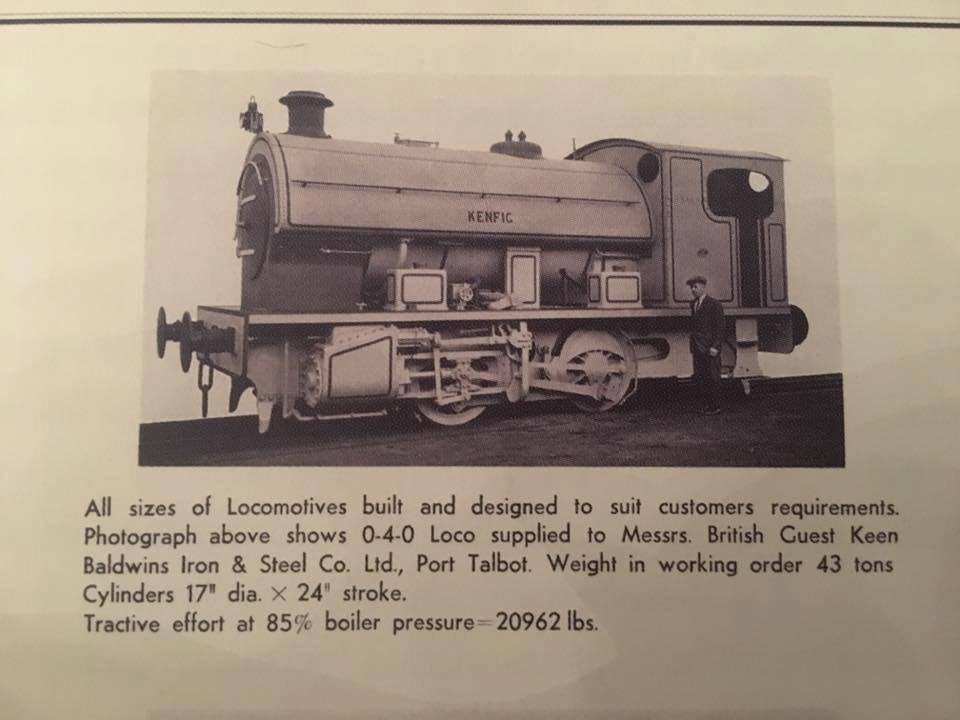 KENFIG
All sizes of Locomotives built and designed to suit customers requirements.
Photograph above shows 0-4-0 Loco supplied to Messrs. British Guest Keen
Baldwins Iron & Steel Co. Ltd., Port Talbot. Weight in working order 43 tons
Cylinders 17" dia. × 24" stroke.
Tractive effort at 85% boiler pressure=20962 lbs.